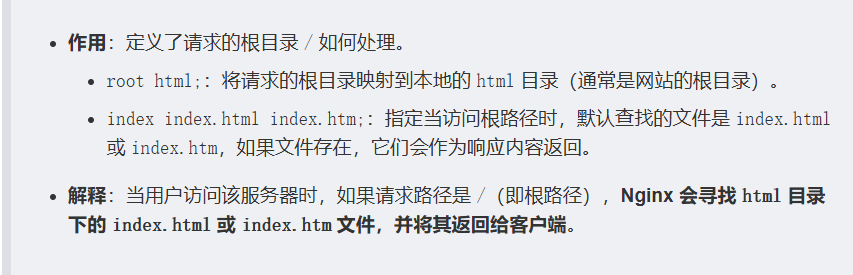 作用：定义了请求的根目录 / 如何处理。
root html;：将请求的根目录映射到本地的 html 目录（通常是网站的根目录）。
index index.html index.htm;：指定当访问根路径时，默认查找的文件是 index.html
或 index.htm，如果文件存在，它们会作为响应内容返回。
解释：当用户访问该服务器时，如果请求路径是 /（即根路径），Nginx 会寻找 html 目录
下的 index.html 或 index.htm 文件，并将其返回给客户端。